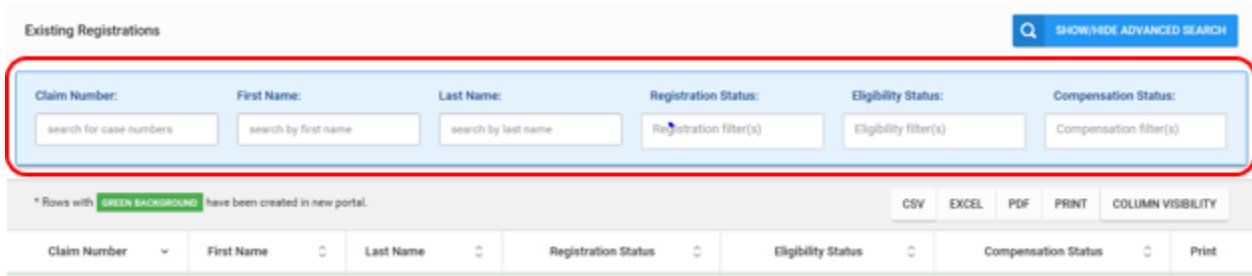 Existing Registrations SHOW/HIDE ADVANCED SEARCH
Claim Number: First Name: Last Name: Registration Status: Eligibility Status: Compensation Status:
search for case numbers search by first name search by last name Registration filter(s) Eligibility filter(s) Compensation filter(s)
* Rows with GREEN BACKGROUND have been created in new portal. CSV EXCEL PDF PRINT COLUMN VISIBILITY
Claim Number First Name Last Name Registration Status Eligibility Status Compensation Status Print